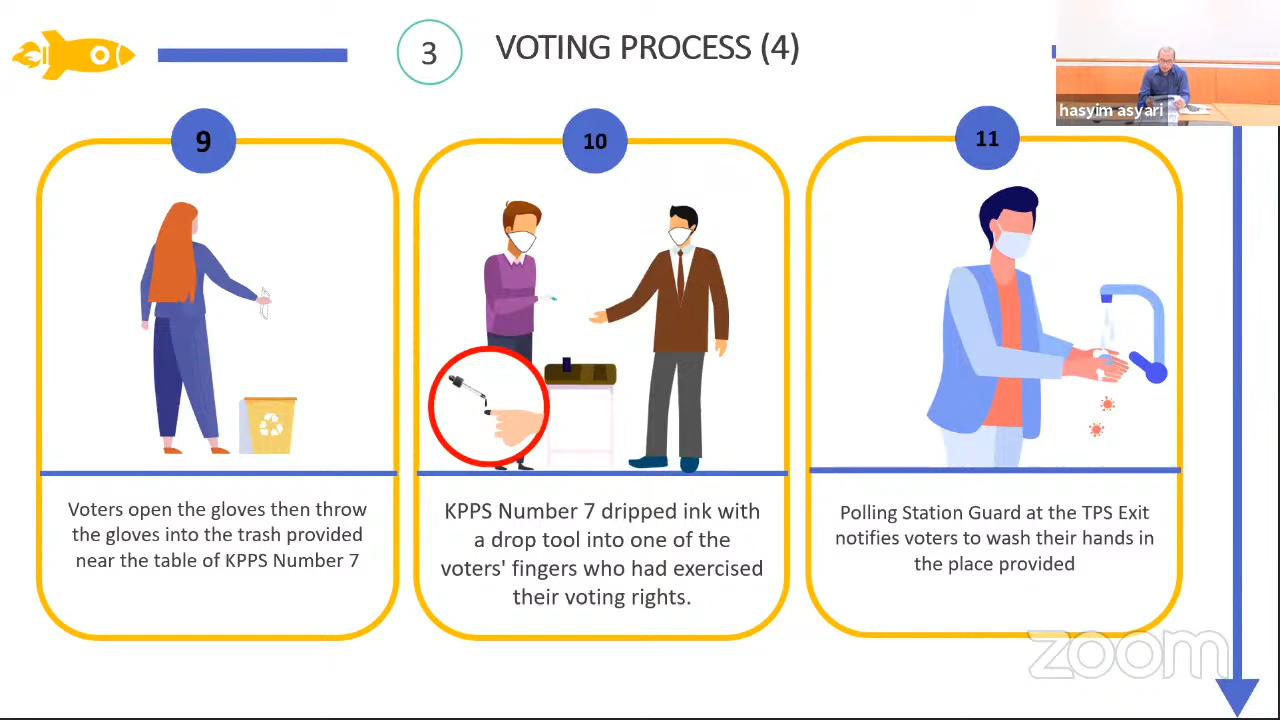 3
VOTING PROCESS (4)
hasyim asyari
9
10
11
Voters open the gloves then throw
the gloves into the trash provided
near the table of KPPS Number 7
KPPS Number 7 dripped ink with
a drop tool into one of the
voters' fingers who had exercised
their voting rights.
Polling Station Guard at the TPS Exit
notifies voters to wash their hands in
the place provided
zoom